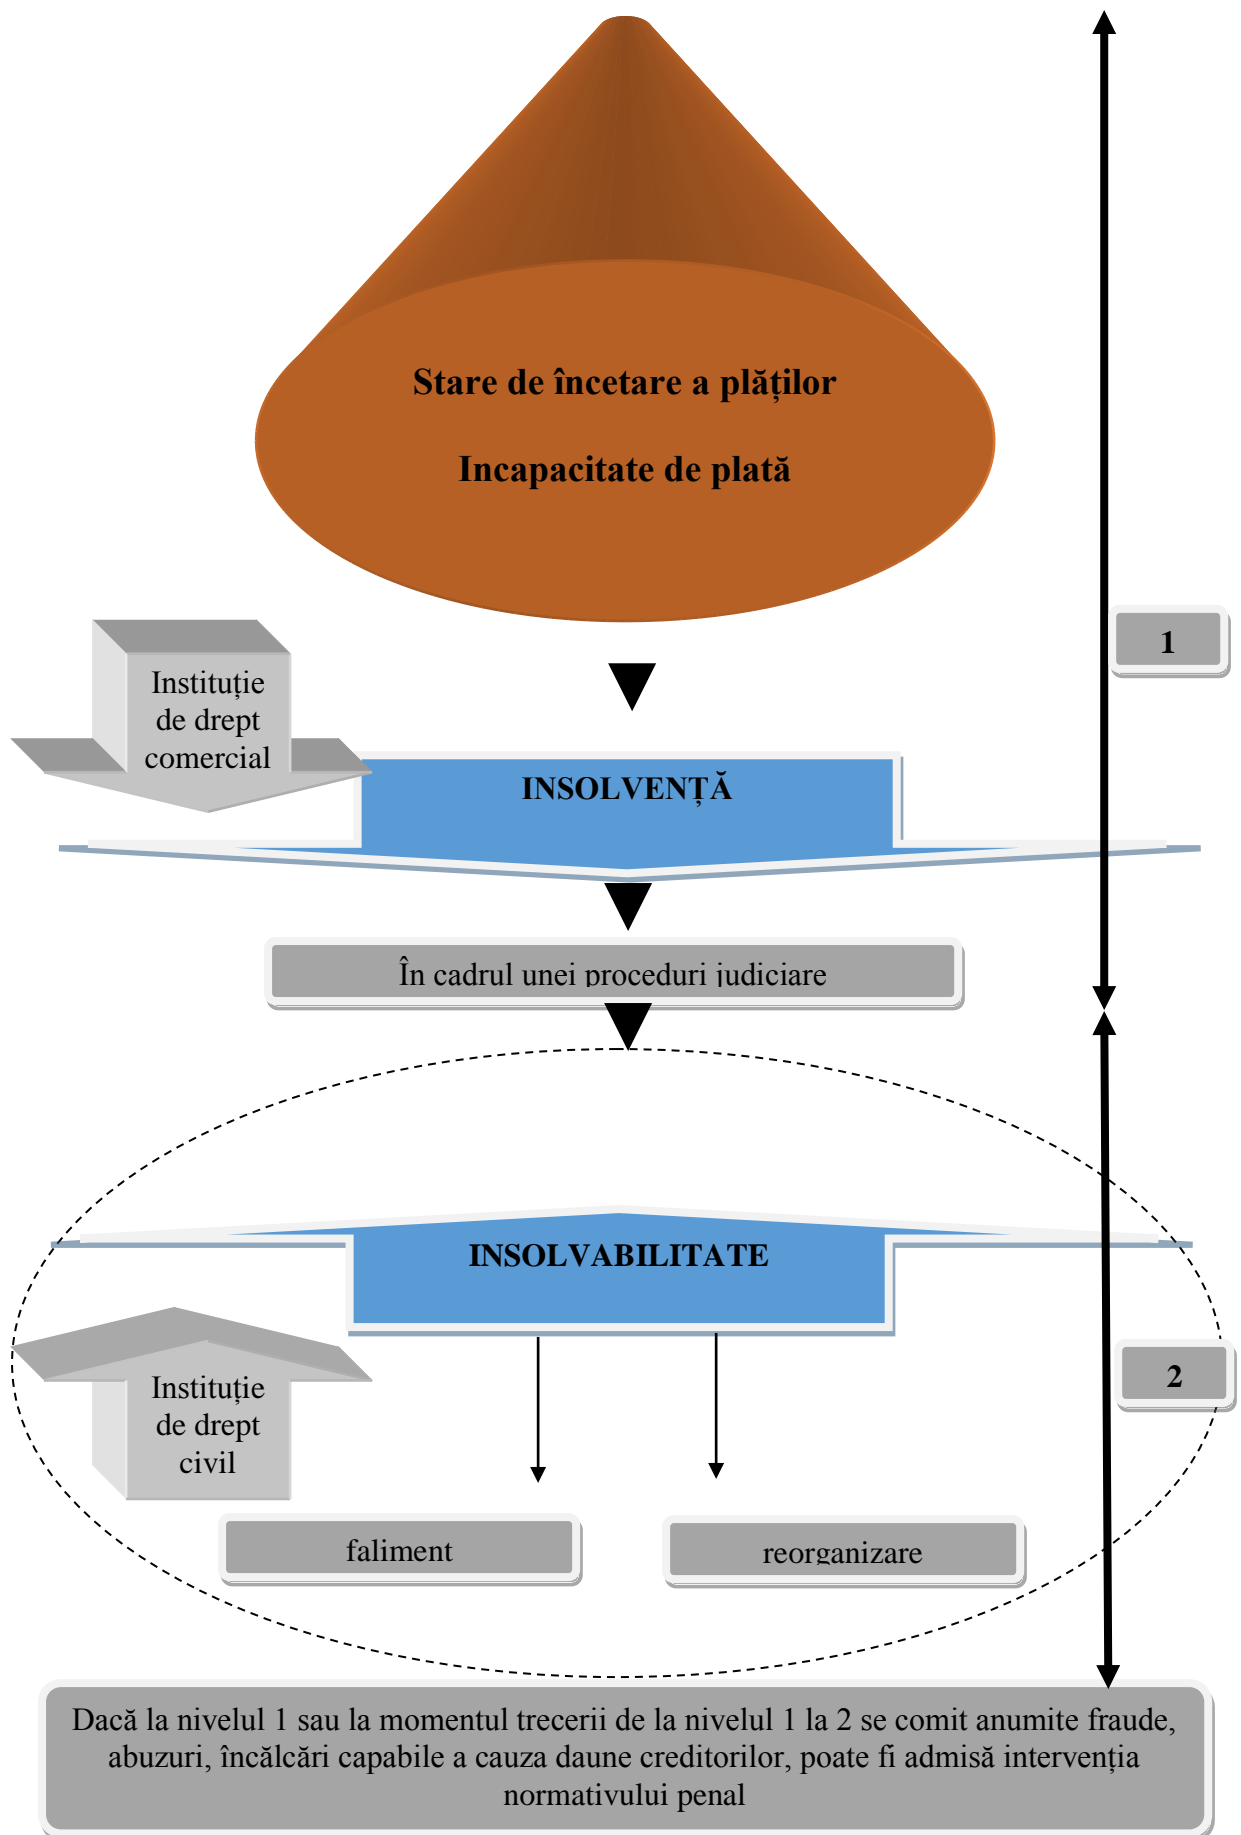 Stare de încetare a plăților
Incapacitate de plată
1
Instituție
de drept
comercial
INSOLVENȚĂ
În cadrul unei proceduri judiciare
INSOLVABILITATE
2
Instituție
de drept
civil
faliment
reorganizare
Dacă la nivelul 1 sau la momentul trecerii de la nivelul 1 la 2 se comit anumite fraude,
abuzuri, încălcări capabile a cauza daune creditorilor, poate fi admisă intervenția
normativului penal